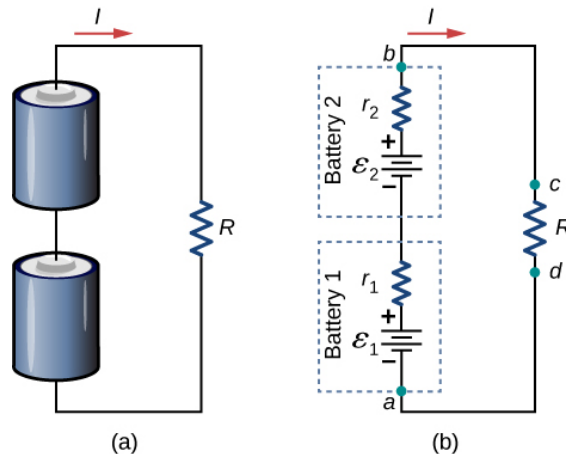 I
R
(a)
I
b
r2
Battery 2
+
ε2
-
c
R
d
r1
Battery 1
+
ε1
-
a
(b)